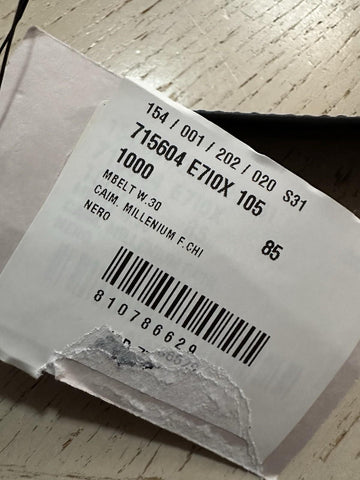 154 / 001 / 202 / 020 S31
715604 E7I0X 105
1000 85
MBELT W.30
CAIM. MILLENIUM F.CHI
NERO
810786629